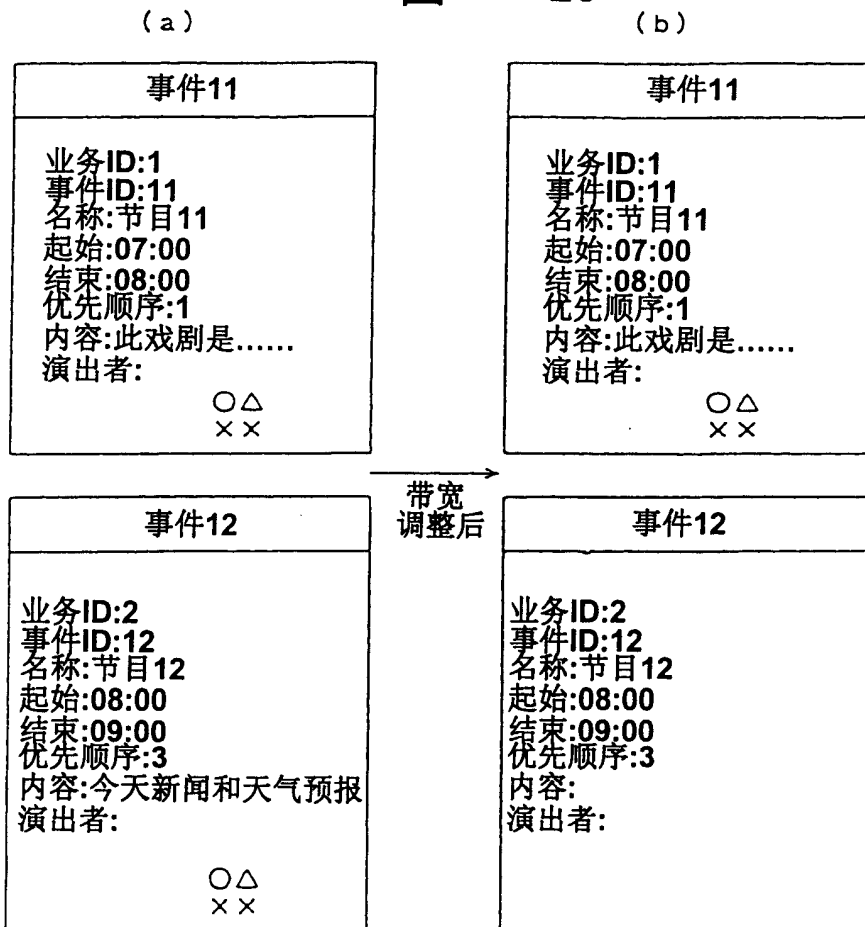 (a)
事件11
业务ID:1
事件ID:11
名称:节目11
起始:07:00
结束:08:00
优先顺序:1
内容:此戏剧是……
演出者:
○△
××
事件12
业务ID:2
事件ID:12
名称:节目12
起始:08:00
结束:09:00
优先顺序:3
内容:今天新闻和天气预报
演出者:
○△
××
带宽
调整后
(b)
事件11
业务ID:1
事件ID:11
名称:节目11
起始:07:00
结束:08:00
优先顺序:1
内容:此戏剧是……
演出者:
○△
××
事件12
业务ID:2
事件ID:12
名称:节目12
起始:08:00
结束:09:00
优先顺序:3
内容:
演出者: